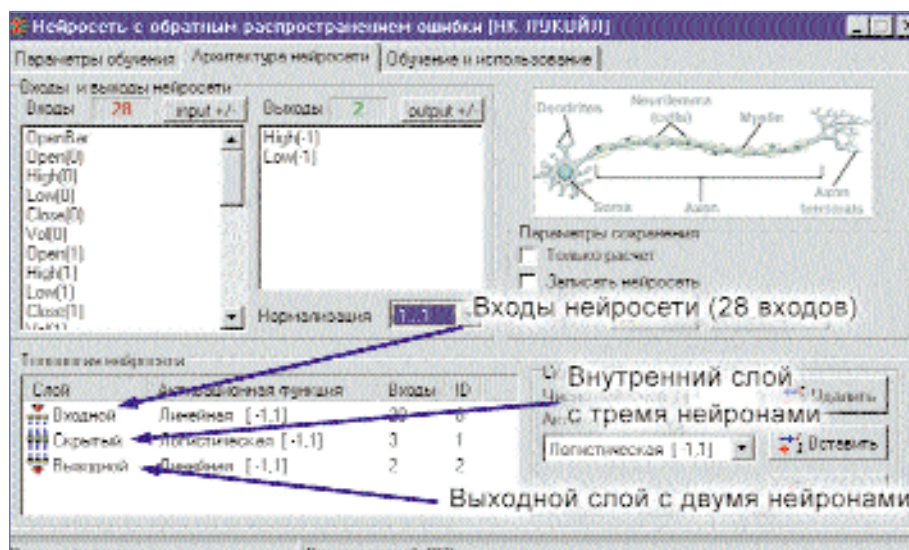 Нейросеть с обратным распространением ошибки [НК ЛУКОЙЛ]
Параметры обучения Архитектура нейросети Обучение и использование
Входы и выходы нейросети
Входы 28 input +/- Выходы 2 output +/-
OpenBar
Open(0)
High(0)
Low(0)
Close(0)
Vol(0)
Open(1)
High(1)
Low(1)
Close(1)
Vol(1)
High(-1)
Low(-1)
Нормализация
Dendrites Neurilemma
(cells) Myelin
Soma Axon Axon
terminals
Параметры сохранения
Только расчет
Записать нейросеть
Входы нейросети (28 входов)
Топология нейросети
Слой Активационная функция Входы ID
Входной Линейная [-1,1]
Скрытый Логистическая [-1,1] 3 1
Выходной Линейная [-1,1] 2 2
Внутренний слой
с тремя нейронами
Удалить
Логистическая [-1,1] Вставить
Выходной слой с двумя нейронами